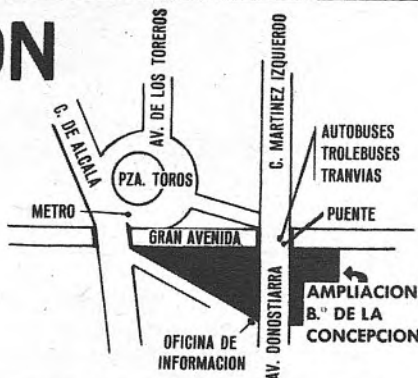 ON
C. DE ALCALA
AV. DE LOS TOREROS
C. MARTINEZ IZQUIERDO
PZA. TOROS
METRO
GRAN AVENIDA
AUTOBUSES
TROLEBUSES
TRANVIAS
PUENTE
AMPLIACION
B.º DE LA
CONCEPCION
OFICINA DE
INFORMACION
AV. DONOSTIARRA